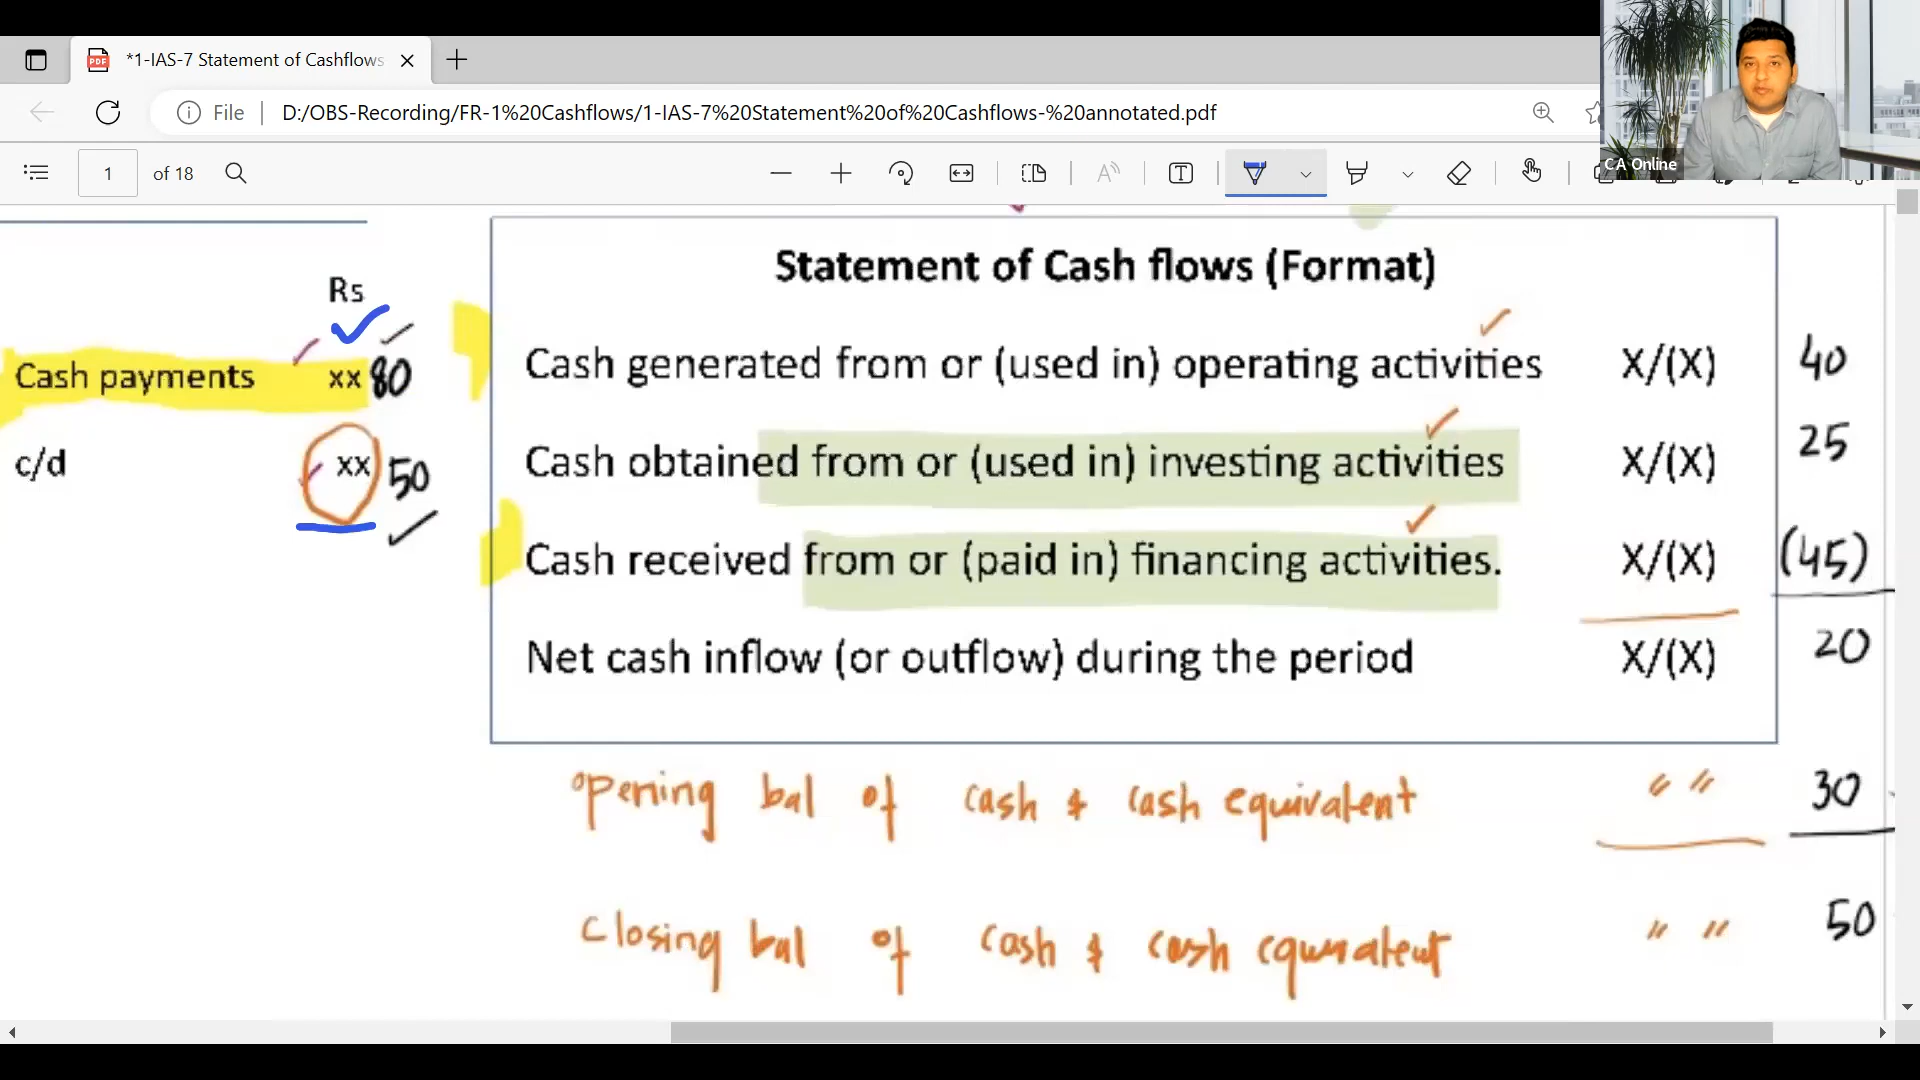 *1-IAS-7 Statement of Cashflows
File D:/OBS-Recording/FR-1%20Cashflows/1-IAS-7%20Statement%20of%20Cashflows-%20annotated.pdf
CA Online
1 of 18
Statement of Cash flows (Format)
Rs
Cash payments xx 80
c/d xx 50
Cash generated from or (used in) operating activities X/(X) 40
Cash obtained from or (used in) investing activities X/(X) 25
Cash received from or (paid in) financing activities. X/(X) (45)
Net cash inflow (or outflow) during the period X/(X) 20
opening bal of cash & cash equivalent " " 30
closing bal of cash & cash equivalent " " 50